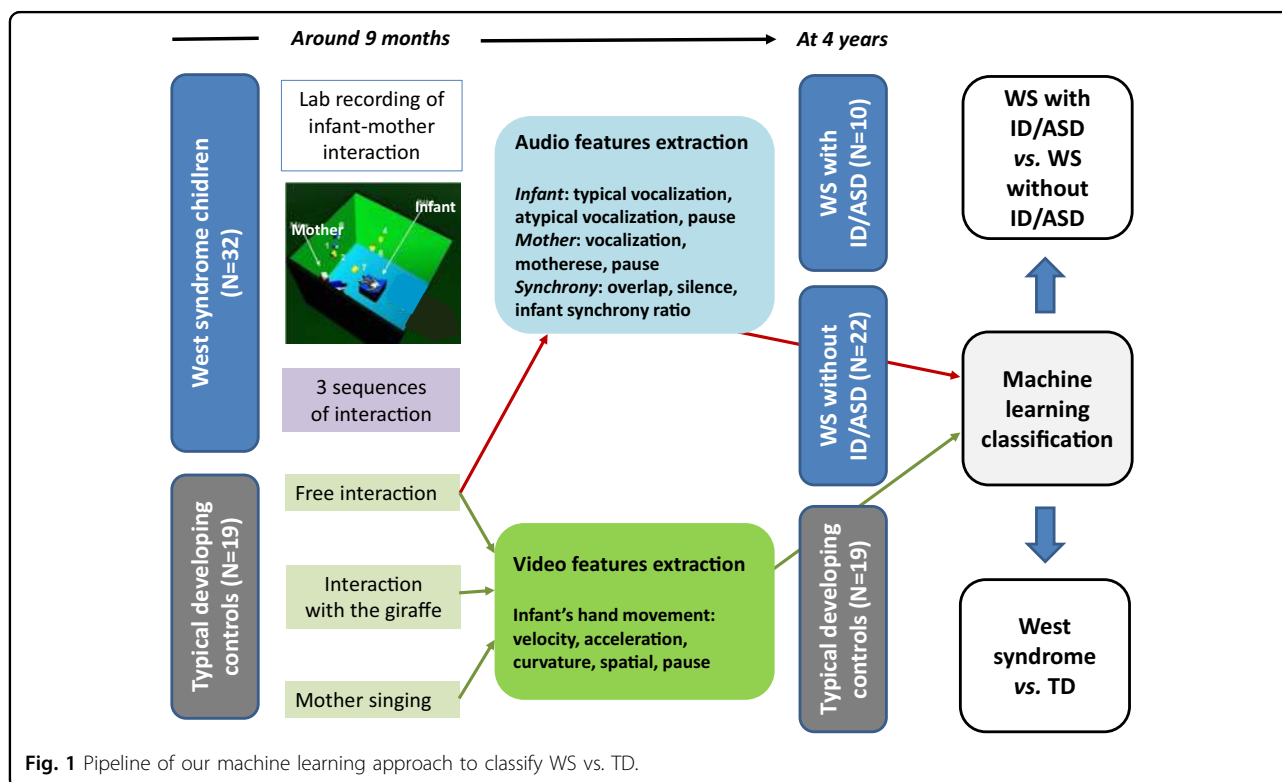 Around 9 months
At 4 years
West syndrome chidlren
(N=32)
Typical developing
controls (N=19)
Lab recording of
infant-mother
interaction
Mother
Infant
3 sequences
of interaction
Free interaction
Interaction
with the giraffe
Mother singing
Audio features extraction
Infant: typical vocalization,
atypical vocalization, pause
Mother: vocalization,
motherese, pause
Synchrony: overlap, silence,
infant synchrony ratio
Video features extraction
Infant’s hand movement:
velocity, acceleration,
curvature, spatial, pause
WS with
ID/ASD (N=10)
WS without
ID/ASD (N=22)
Typical developing
controls (N=19)
WS with
ID/ASD
vs. WS
without
ID/ASD
Machine
learning
classification
West
syndrome
vs. TD
Fig. 1 Pipeline of our machine learning approach to classify WS vs. TD.